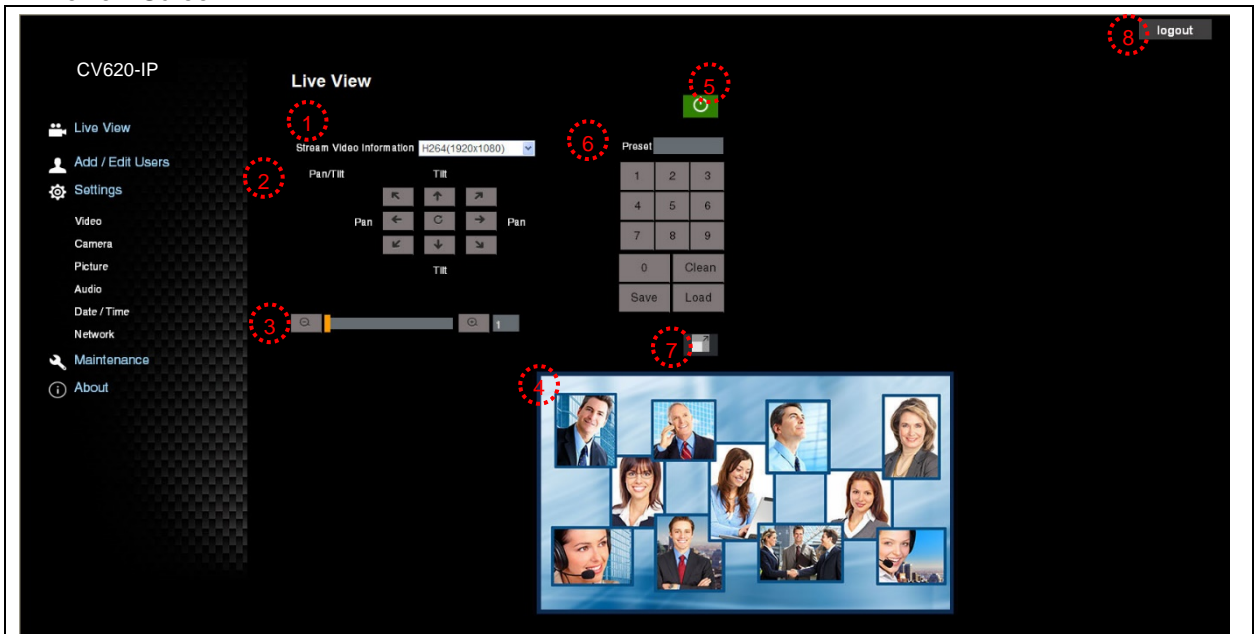 8 logout
CV620-IP
Live View
5
1
Live View
6
Stream Video Information H264(1920x1080)
Preset
Add / Edit Users
2
Pan/Tilt
Tilt
1 2 3
Settings
4 5 6
Video
Pan
Pan
7 8 9
Camera
Picture
Tilt
0 Clean
Audio
Save Load
Date / Time
3
1
Network
7
Maintenance
4
About